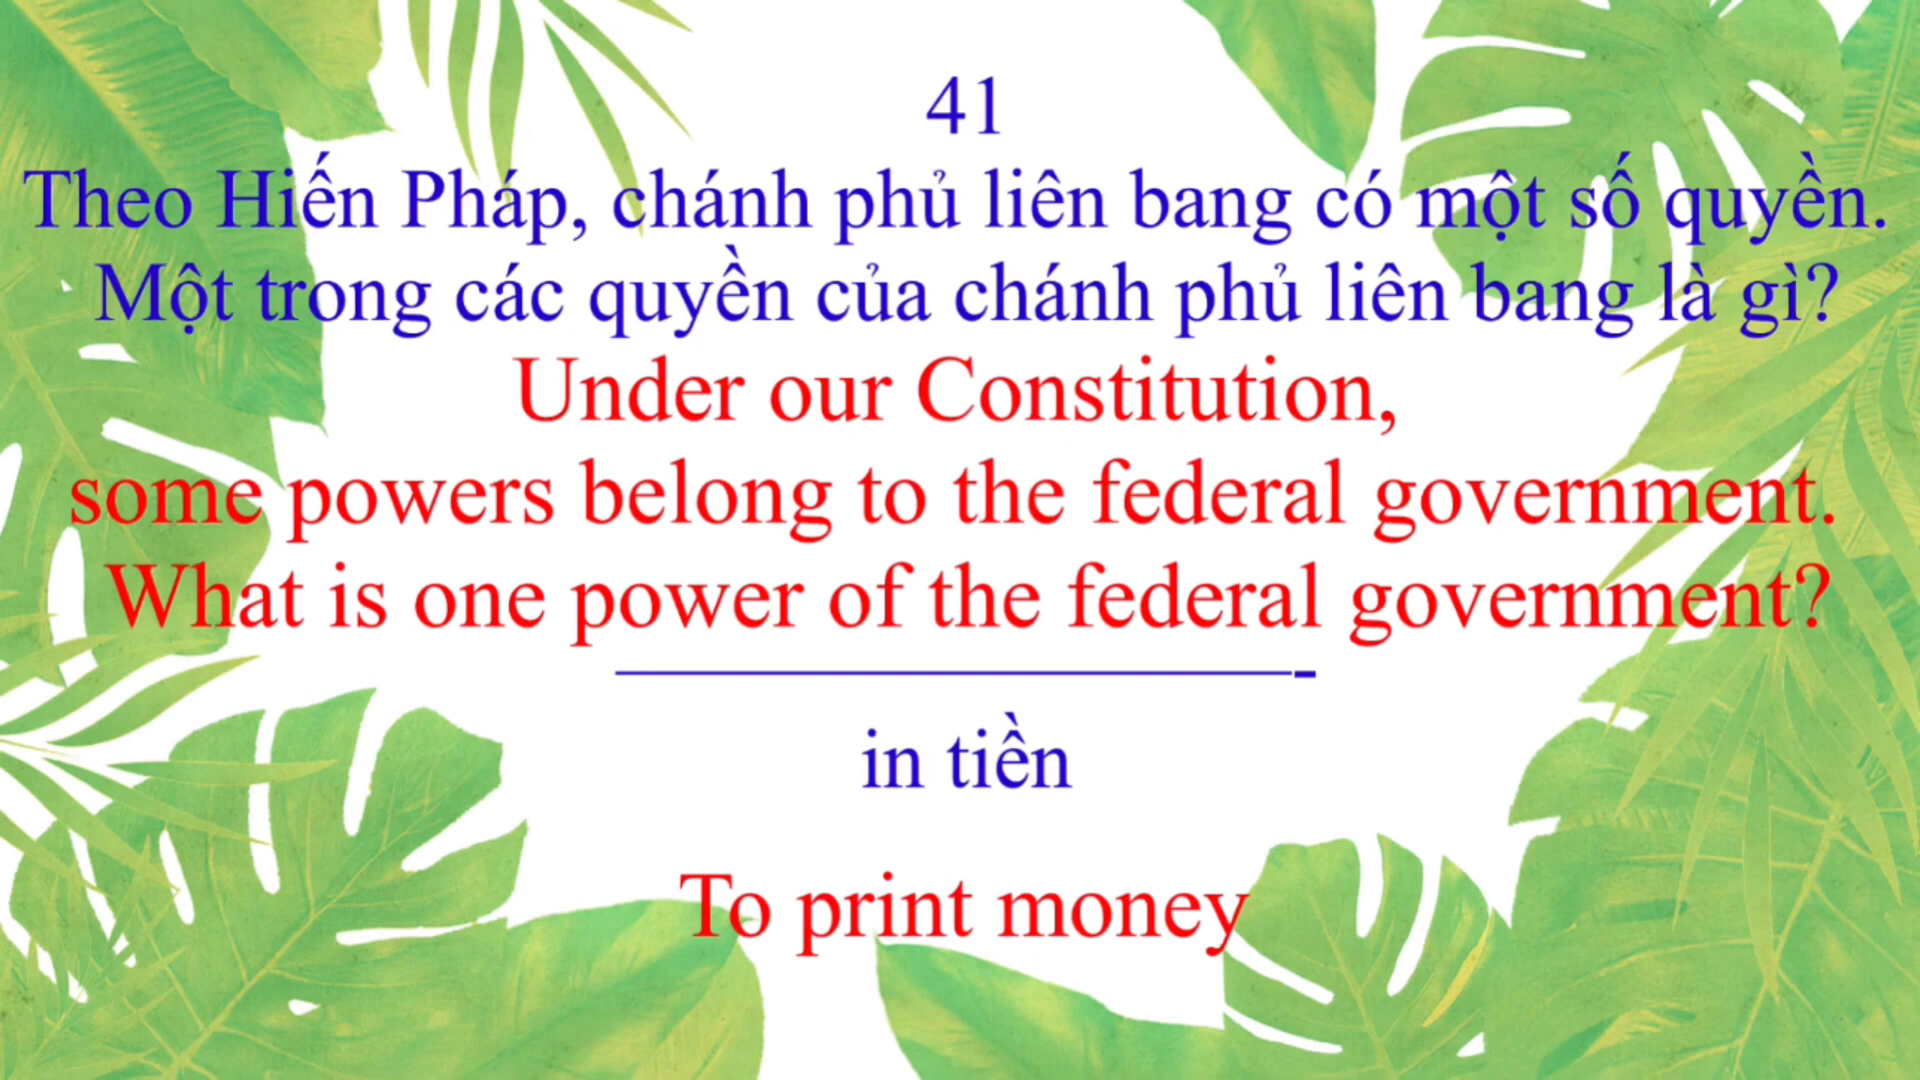 41
Theo Hiến Pháp, chánh phủ liên bang có một số quyền.
Một trong các quyền của chánh phủ liên bang là gì?
Under our Constitution,
some powers belong to the federal government.
What is one power of the federal government?
in tiền
To print money